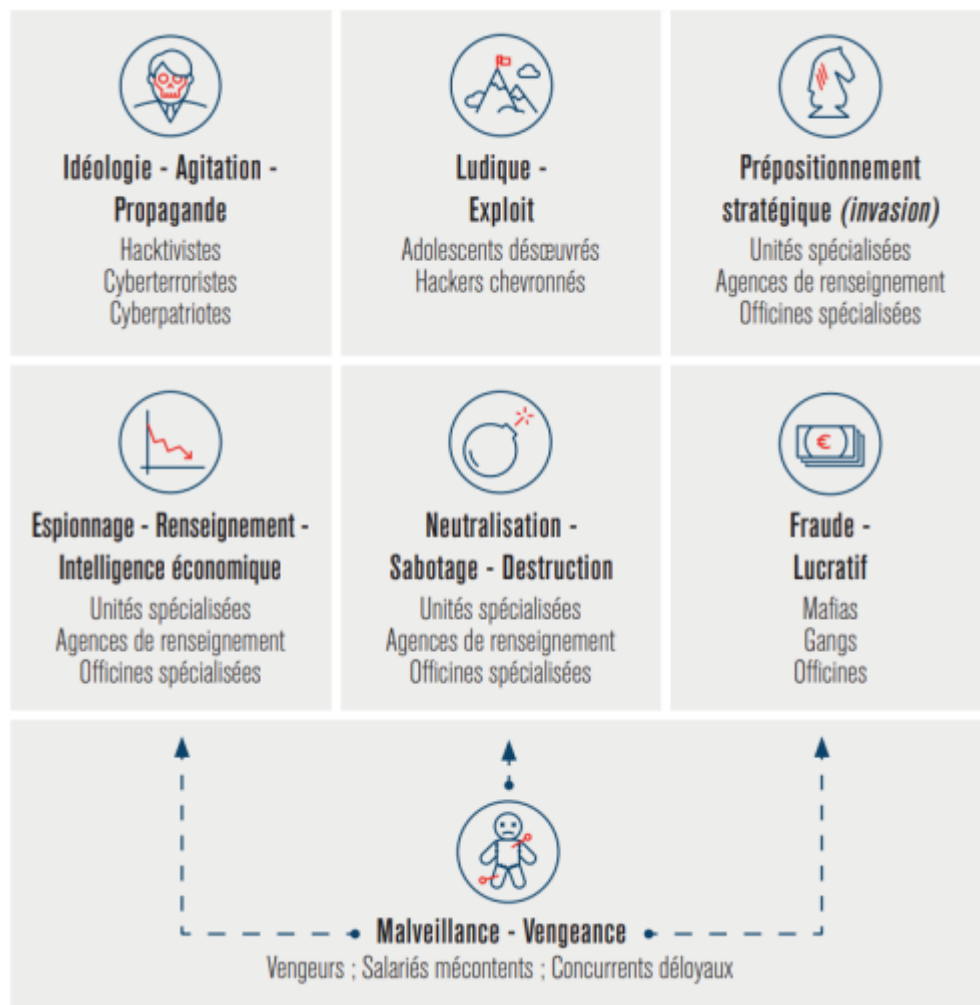 Idéologie - Agitation -
Propagande
Hacktivistes
Cyberterroristes
Cyberpatriotes
Ludique -
Exploit
Adolescents désœuvrés
Hackers chevronnés
Prépositionnement
stratégique (invasion)
Unités spécialisées
Agences de renseignement
Officines spécialisées
Espionnage - Renseignement -
Intelligence économique
Unités spécialisées
Agences de renseignement
Officines spécialisées
Neutralisation -
Sabotage - Destruction
Unités spécialisées
Agences de renseignement
Officines spécialisées
€
Fraude -
Lucratif
Mafias
Gangs
Officines
Malveillance - Vengeance
Vengeurs ; Salariés mécontents ; Concurrents déloyaux